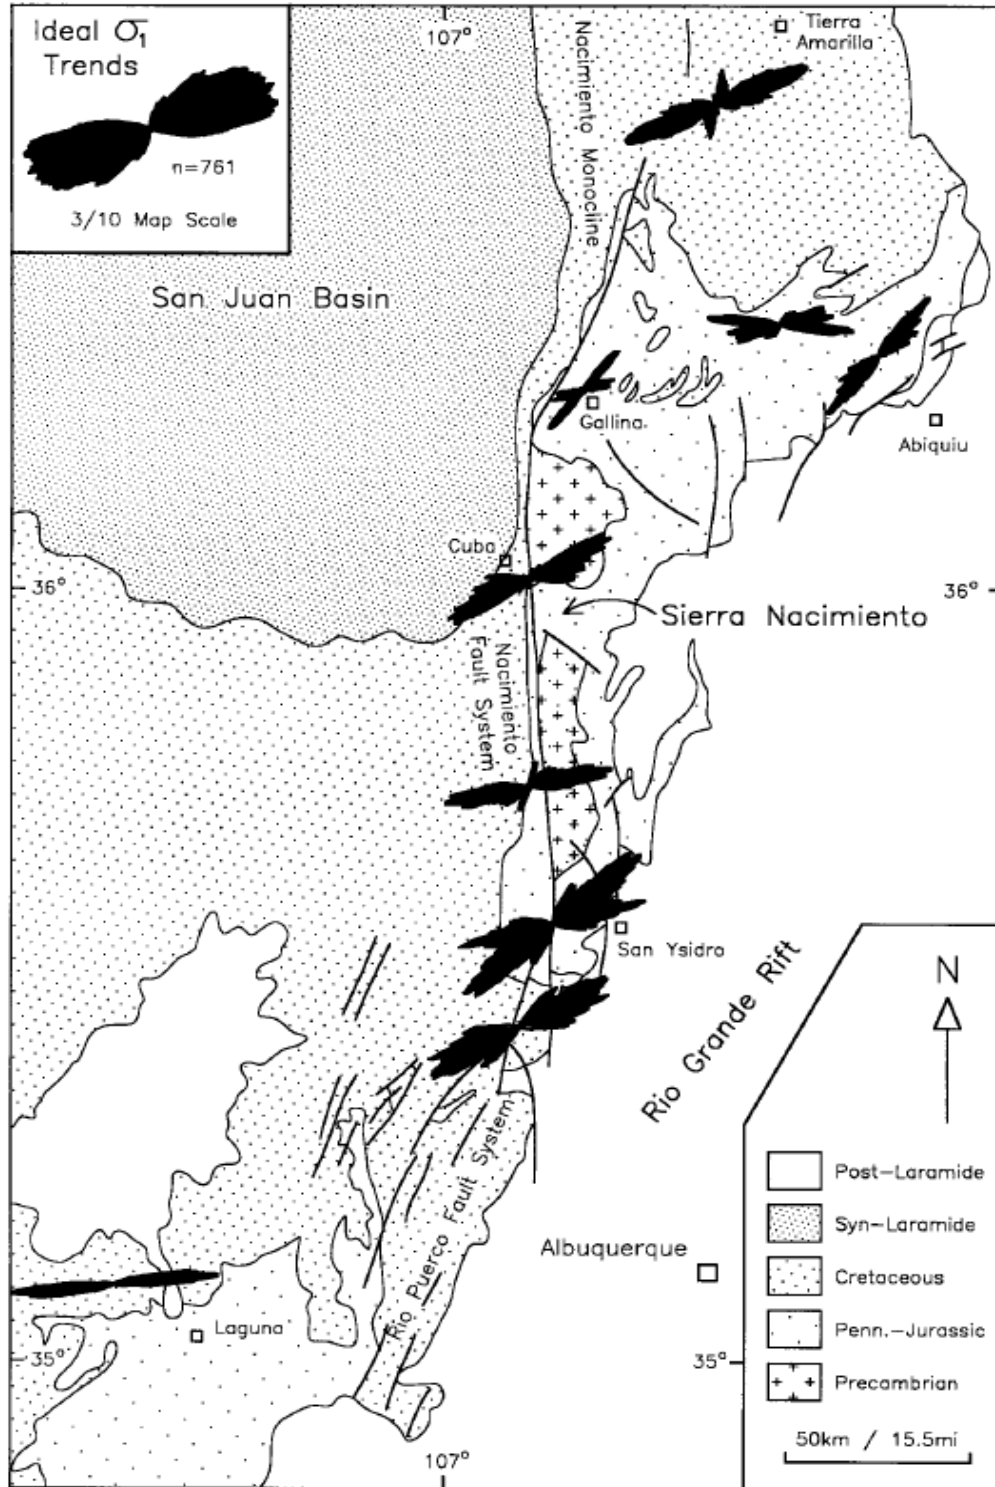 Ideal σ1
Trends
n=761
3/10 Map Scale
107°
Tierra
Amarilla
Nacimiento Monocline
San Juan Basin
Gallina
Abiquiu
Cuba
36°
36°
Sierra Nacimiento
Nacimiento
Fault System
San Ysidro
Rio Grande Rift
N
Rio Puerco Fault System
Albuquerque
Laguna
35°
35°
107°
Post-Laramide
Syn-Laramide
Cretaceous
Penn.-Jurassic
Precambrian
50km / 15.5mi